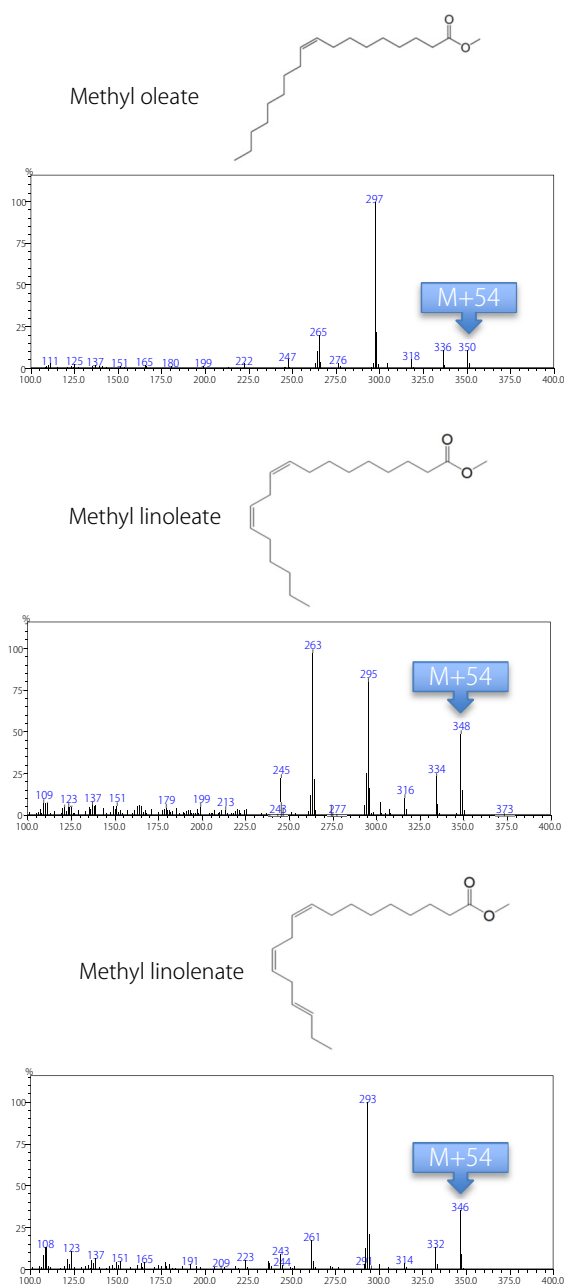 O
O
Methyl oleate
%
100
75
50
25
0
297
M+54
265
111 125 137 151 165 180 199 222 247 276 318 336 350
100.0 125.0 150.0 175.0 200.0 225.0 250.0 275.0 300.0 325.0 350.0 375.0 400.0
O
O
Methyl linoleate
%
100
75
50
25
0
263
295
M+54
348
245
334
109 123 137 151 179 199 213 243 277 316 373
100.0 125.0 150.0 175.0 200.0 225.0 250.0 275.0 300.0 325.0 350.0 375.0 400.0
O
O
Methyl linolenate
%
100
75
50
25
0
293
M+54
346
261
108 123 137 151 165 191 209 223 243 244 291 314 332
100.0 125.0 150.0 175.0 200.0 225.0 250.0 275.0 300.0 325.0 350.0 375.0 400.0